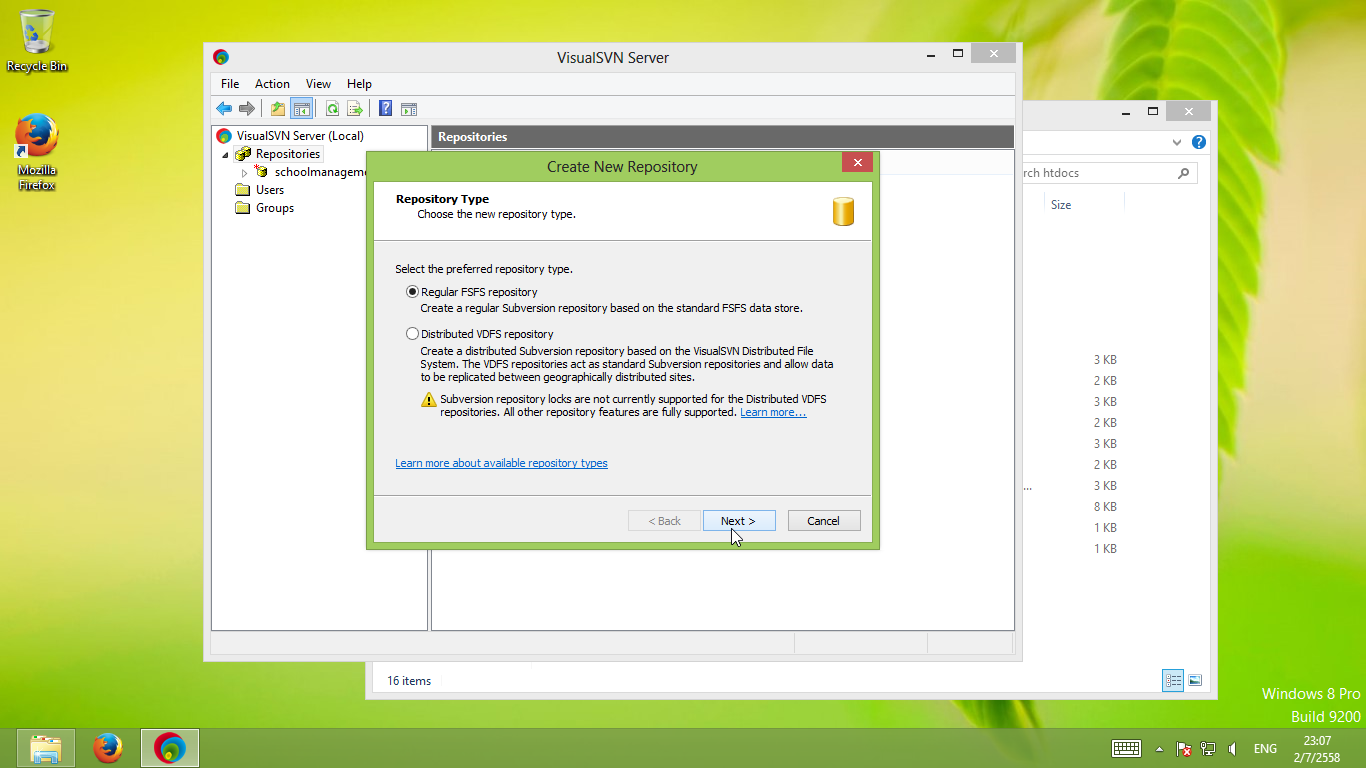 Recycle Bin
Mozilla
Firefox
VisualSVN Server
File Action View Help
VisualSVN Server (Local)
Repositories
schoolmanageme
Users
Groups
Repositories
Create New Repository
Repository Type
Choose the new repository type.
Select the preferred repository type.
Regular FSFS repository
Create a regular Subversion repository based on the standard FSFS data store.
Distributed VDFS repository
Create a distributed Subversion repository based on the VisualSVN Distributed File
System. The VDFS repositories act as standard Subversion repositories and allow data
to be replicated between geographically distributed sites.
Subversion repository locks are not currently supported for the Distributed VDFS
repositories. All other repository features are fully supported. Learn more...
Learn more about available repository types
< Back
Next >
Cancel
rch htdocs
Size
3 KB
2 KB
3 KB
2 KB
3 KB
2 KB
... 3 KB
8 KB
1 KB
1 KB
16 items
Windows 8 Pro
Build 9200
ENG
23:07
2/7/2558